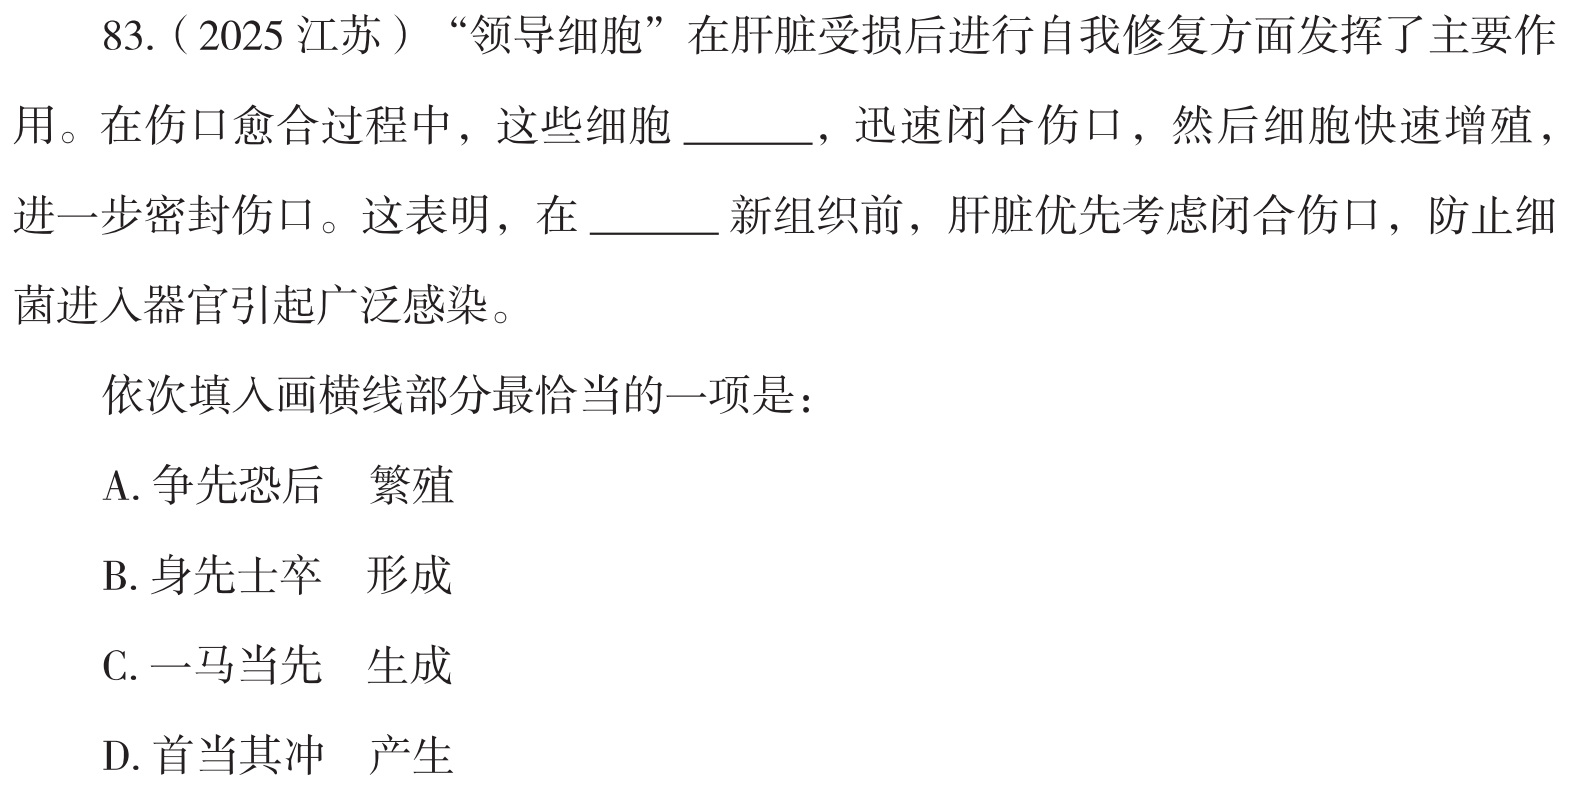 83.（2025 江苏）“领导细胞”在肝脏受损后进行自我修复方面发挥了主要作
用。在伤口愈合过程中，这些细胞 ______，迅速闭合伤口，然后细胞快速增殖，
进一步密封伤口。这表明，在 ______ 新组织前，肝脏优先考虑闭合伤口，防止细
菌进入器官引起广泛感染。
依次填入画横线部分最恰当的一项是：
A. 争先恐后　繁殖
B. 身先士卒　形成
C. 一马当先　生成
D. 首当其冲　产生